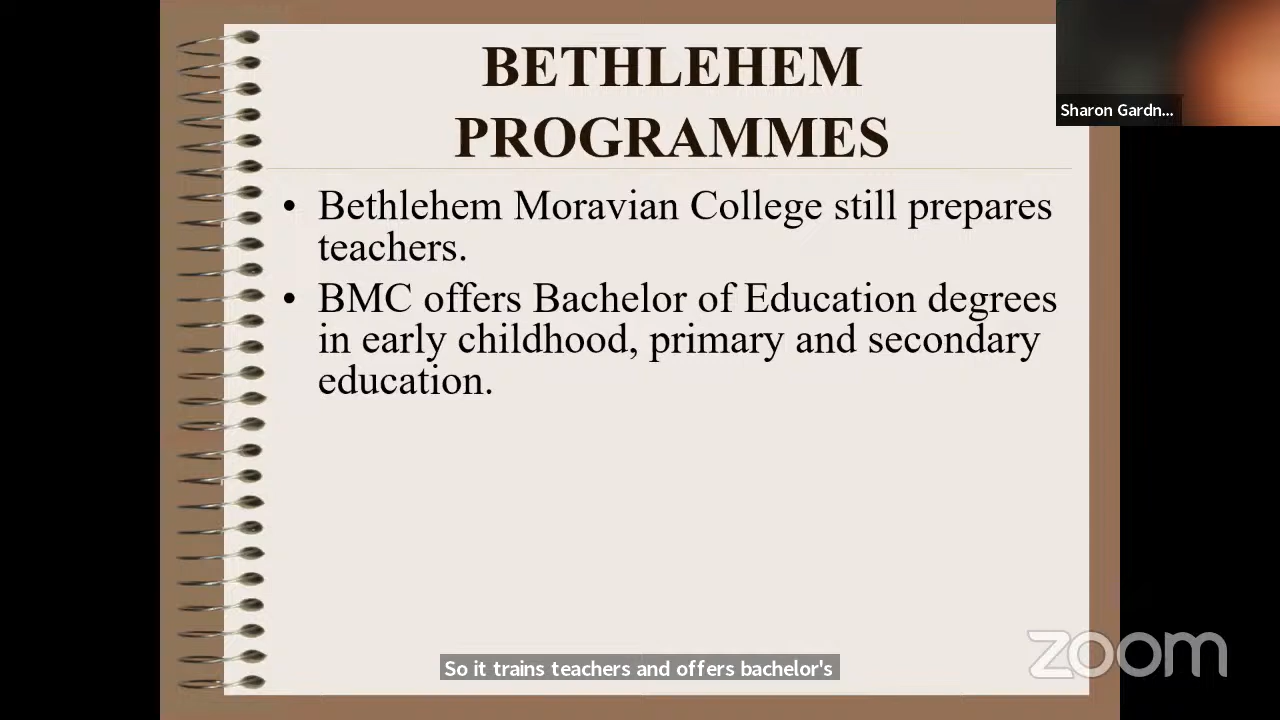 BETHLEHEM
PROGRAMMES
Sharon Gardn...
• Bethlehem Moravian College still prepares
teachers.
• BMC offers Bachelor of Education degrees
in early childhood, primary and secondary
education.
So it trains teachers and offers bachelor's
zoom